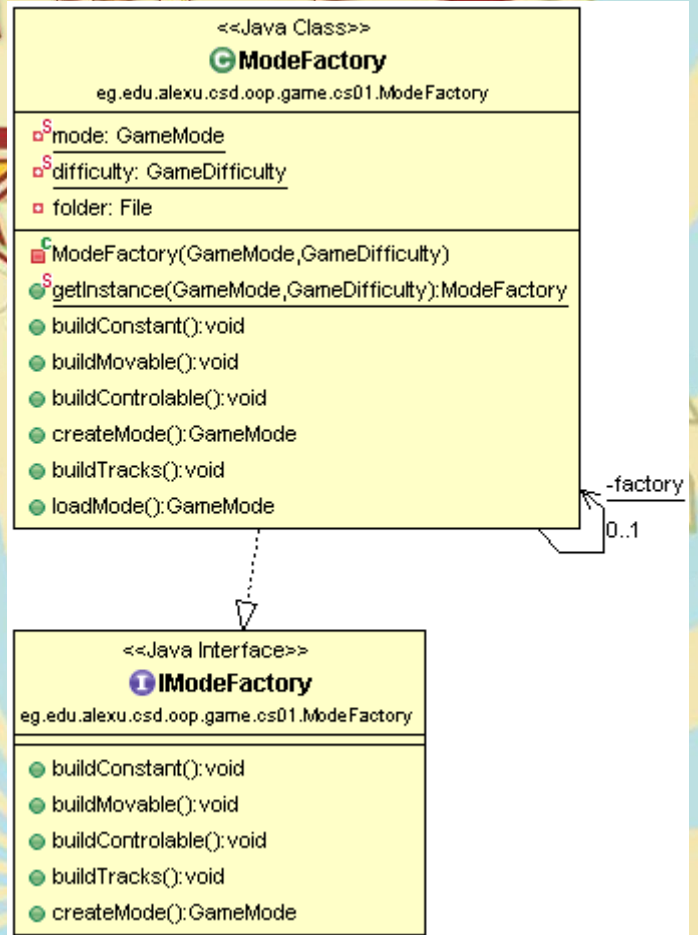 <<Java Class>>
ModeFactory
eg.edu.alexu.csd.oop.game.cs01.ModeFactory
mode: GameMode
difficulty: GameDifficulty
folder: File
ModeFactory(GameMode,GameDifficulty)
getInstance(GameMode,GameDifficulty):ModeFactory
buildConstant():void
buildMovable():void
buildControlable():void
createMode():GameMode
buildTracks():void
loadMode():GameMode
-factory
0..1
<<Java Interface>>
IModeFactory
eg.edu.alexu.csd.oop.game.cs01.ModeFactory
buildConstant():void
buildMovable():void
buildControlable():void
buildTracks():void
createMode():GameMode